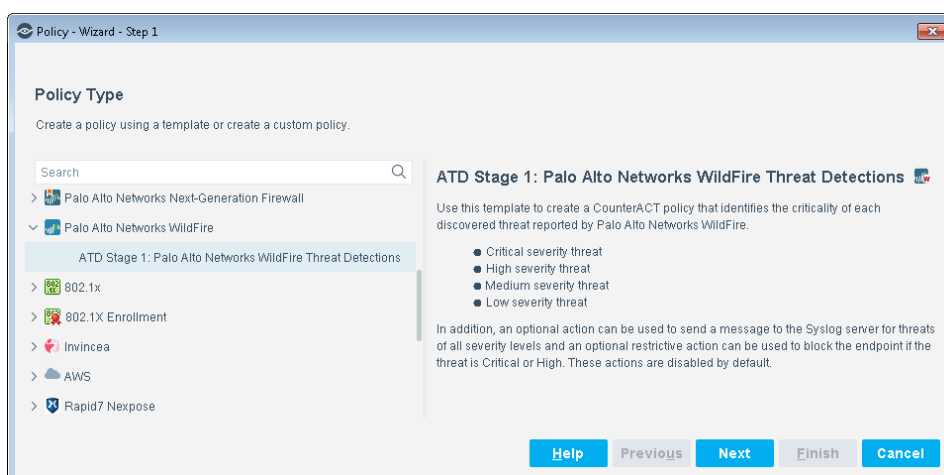 Policy - Wizard - Step 1
Policy Type
Create a policy using a template or create a custom policy.
Search
Palo Alto Networks Next-Generation Firewall
Palo Alto Networks WildFire
ATD Stage 1: Palo Alto Networks WildFire Threat Detections
802.1x
802.1X Enrollment
Invincea
AWS
Rapid7 Nexpose
ATD Stage 1: Palo Alto Networks WildFire Threat Detections
Use this template to create a CounterACT policy that identifies the criticality of each
discovered threat reported by Palo Alto Networks WildFire.
Critical severity threat
High severity threat
Medium severity threat
Low severity threat
In addition, an optional action can be used to send a message to the Syslog server for threats
of all severity levels and an optional restrictive action can be used to block the endpoint if the
threat is Critical or High. These actions are disabled by default.
Help
Previous
Next
Finish
Cancel